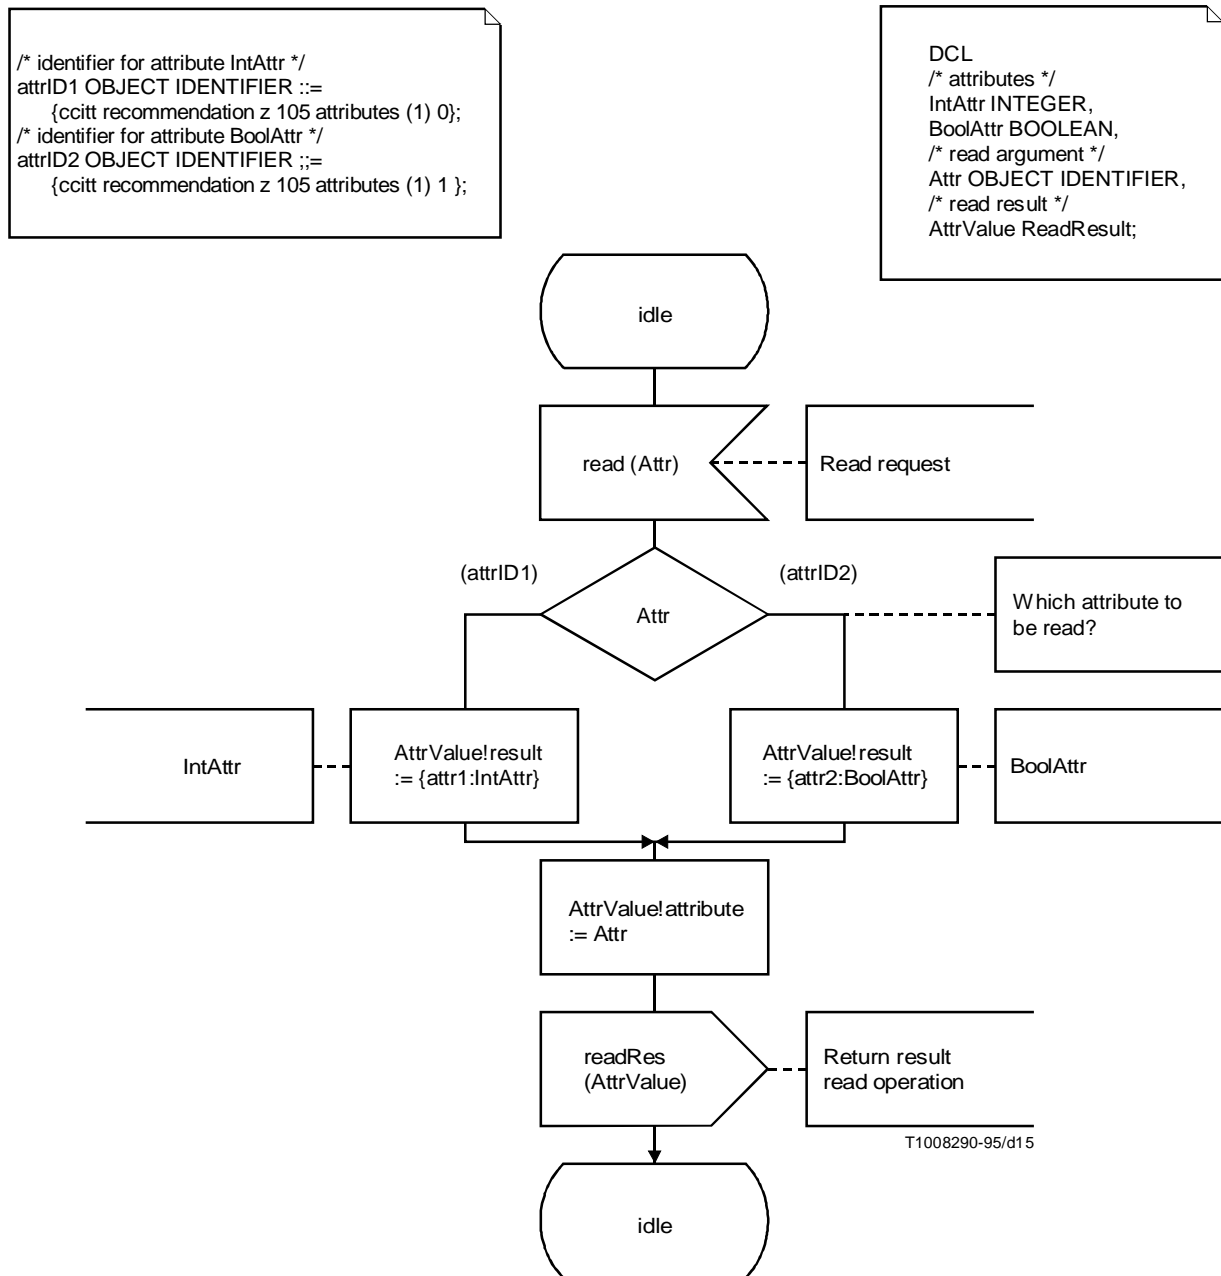 /* identifier for attribute IntAttr */
attrID1 OBJECT IDENTIFIER ::=
{ccitt recommendation z 105 attributes (1) 0};
/* identifier for attribute BoolAttr */
attrID2 OBJECT IDENTIFIER ;;=
{ccitt recommendation z 105 attributes (1) 1 };
DCL
/* attributes */
IntAttr INTEGER,
BoolAttr BOOLEAN,
/* read argument */
Attr OBJECT IDENTIFIER,
/* read result */
AttrValue ReadResult;
idle
read (Attr)
Read request
(attrID1)
(attrID2)
Attr
Which attribute to
be read?
IntAttr
AttrValue!result
:= {attr1:IntAttr}
AttrValue!result
:= {attr2:BoolAttr}
BoolAttr
AttrValue!attribute
:= Attr
readRes
(AttrValue)
Return result
read operation
T1008290-95/d15
idle